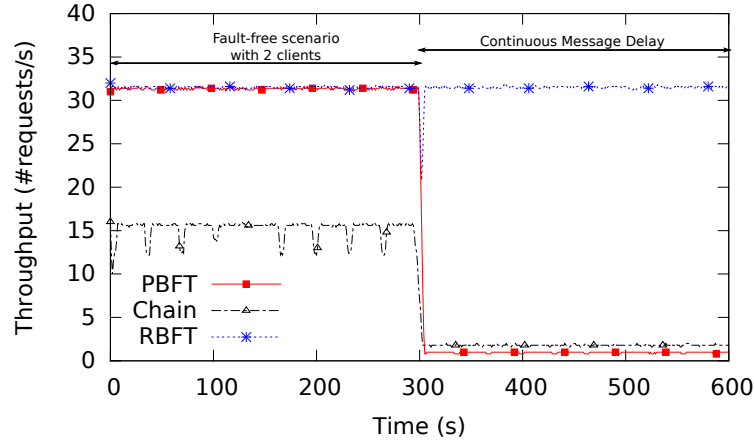 Fault-free scenario
with 2 clients
Continuous Message Delay
Throughput (#requests/s)
40
35
30
25
20
15
10
5
0
PBFT
Chain
RBFT
0 100 200 300 400 500 600
Time (s)